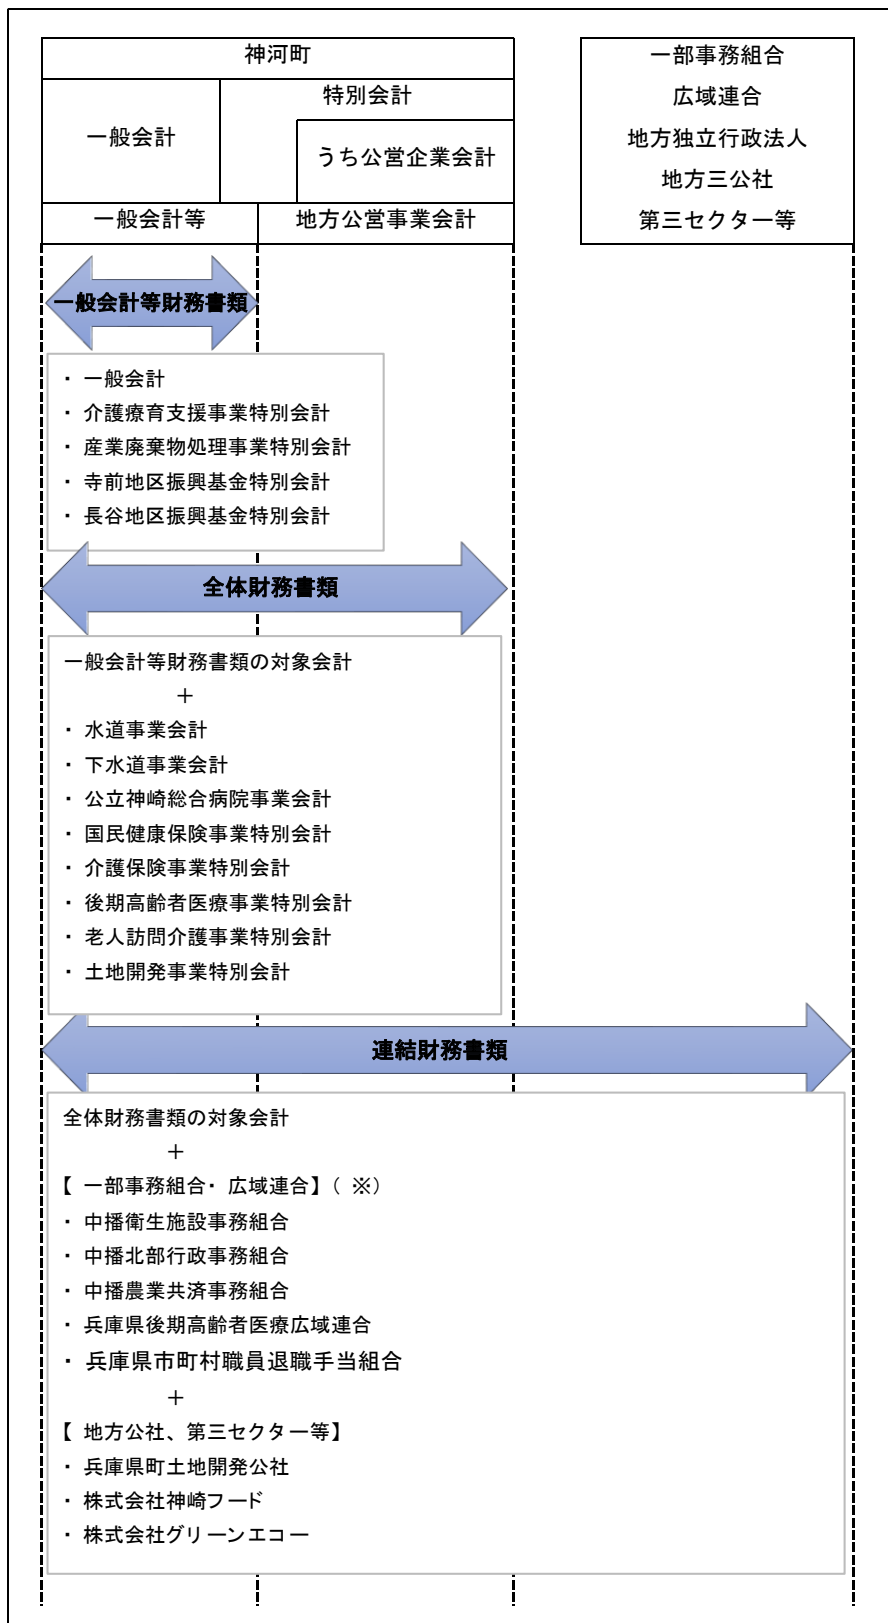 神河町
特別会計
一般会計
うち公営企業会計
一般会計等
地方公営事業会計
一部事務組合
広域連合
地方独立行政法人
地方三公社
第三セクター等
一般会計等財務書類
・ 一般会計
・ 介護療育支援事業特別会計
・ 産業廃棄物処理事業特別会計
・ 寺前地区振興基金特別会計
・ 長谷地区振興基金特別会計
全体財務書類
一般会計等財務書類の対象会計
＋
・ 水道事業会計
・ 下水道事業会計
・ 公立神崎総合病院事業会計
・ 国民健康保険事業特別会計
・ 介護保険事業特別会計
・ 後期高齢者医療事業特別会計
・ 老人訪問介護事業特別会計
・ 土地開発事業特別会計
連結財務書類
全体財務書類の対象会計
＋
【 一部事務組合・ 広域連合】( ※)
・ 中播衛生施設事務組合
・ 中播北部行政事務組合
・ 中播農業共済事務組合
・ 兵庫県後期高齢者医療広域連合
・ 兵庫県市町村職員退職手当組合
＋
【 地方公社、第三セクター等】
・ 兵庫県町土地開発公社
・ 株式会社神崎フード
・ 株式会社グリーンエコー